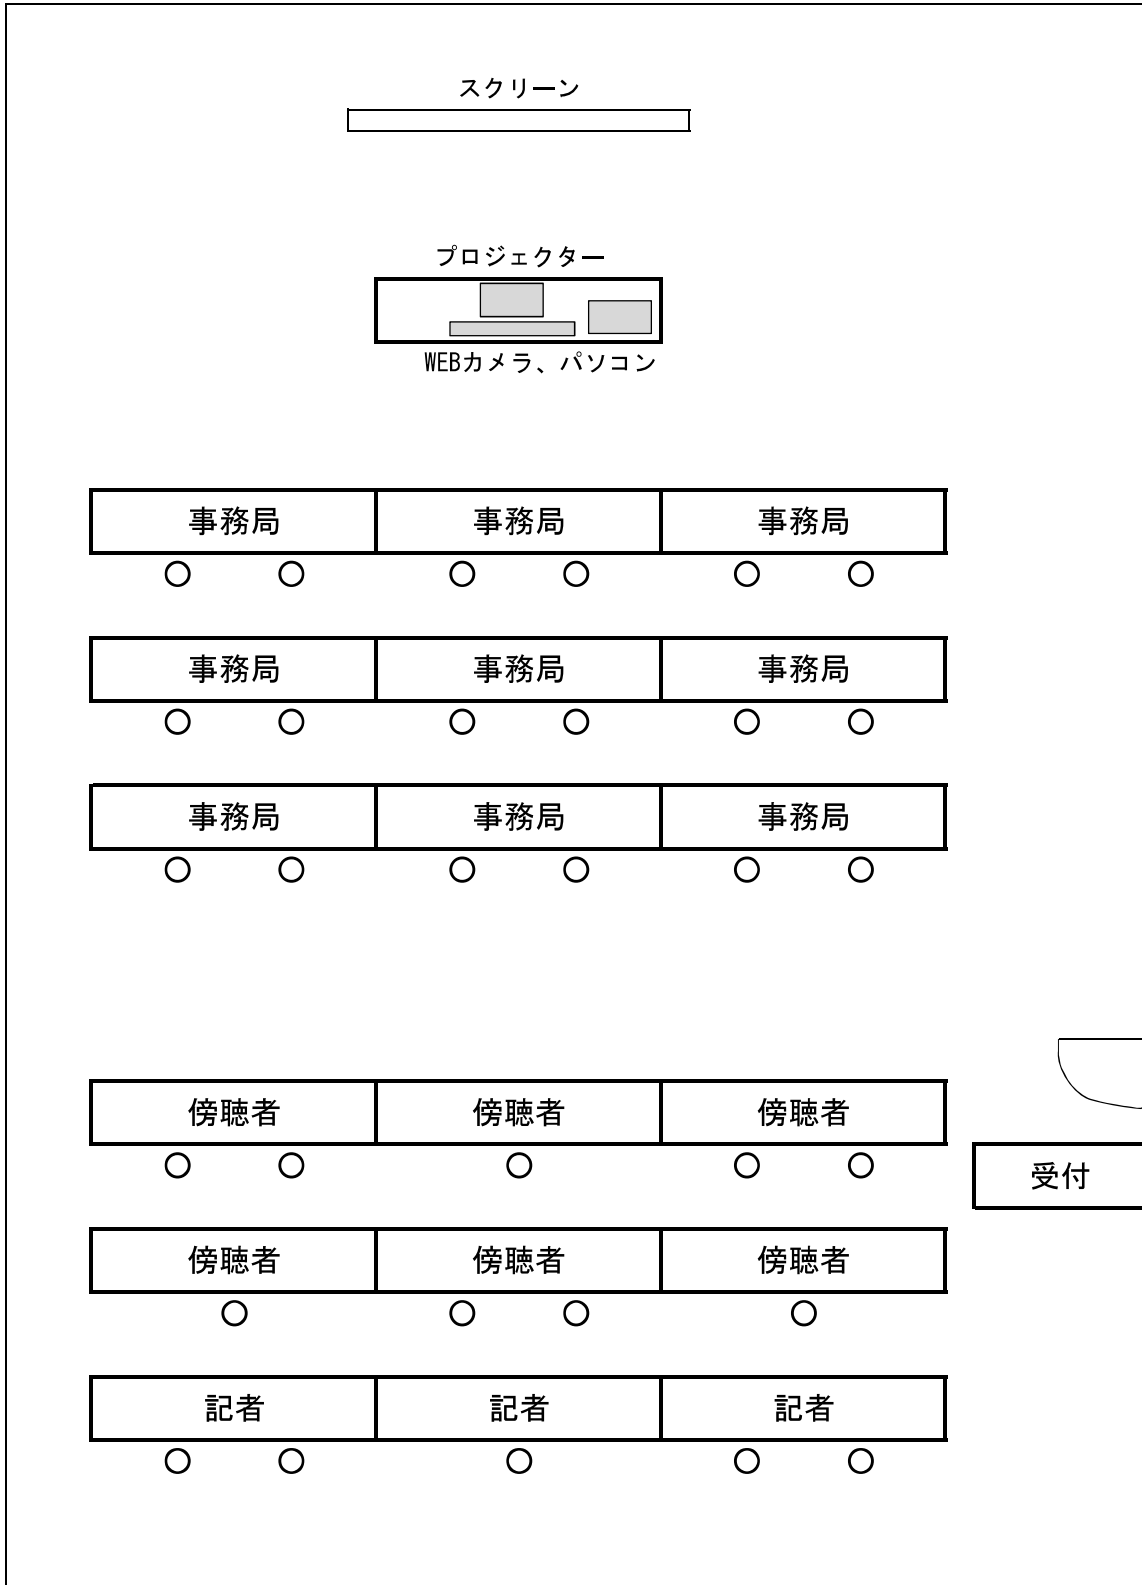 スクリーン
プロジェクター
WEBカメラ、パソコン
事務局 事務局 事務局
事務局 事務局 事務局
事務局 事務局 事務局
傍聴者 傍聴者 傍聴者
受付
傍聴者 傍聴者 傍聴者
記者 記者 記者